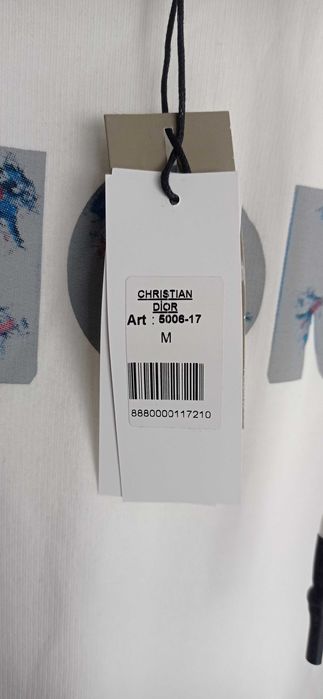 CHRISTIAN
DIOR
Art : 5006-17
M
8880000117210